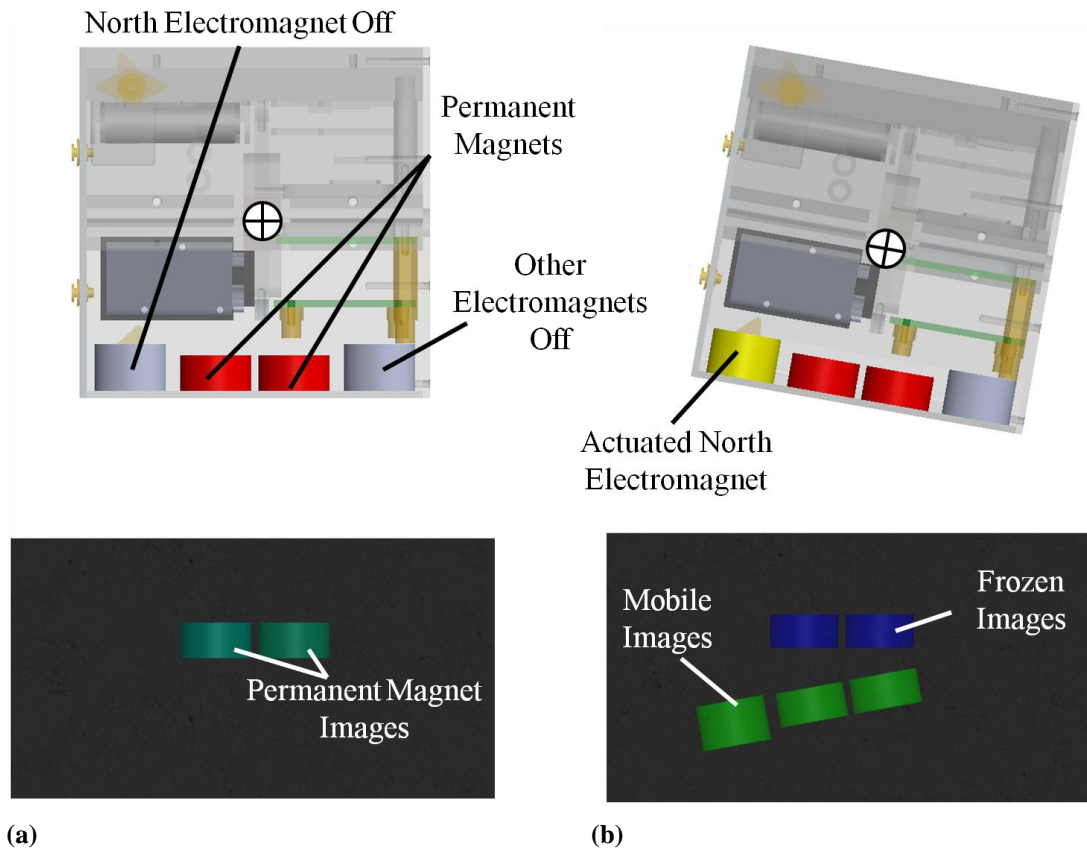 North Electromagnet Off
Permanent
Magnets
Other
Electromagnets
Off
Permanent Magnet
Images
(a)
Actuated North
Electromagnet
Mobile
Images
Frozen
Images
(b)